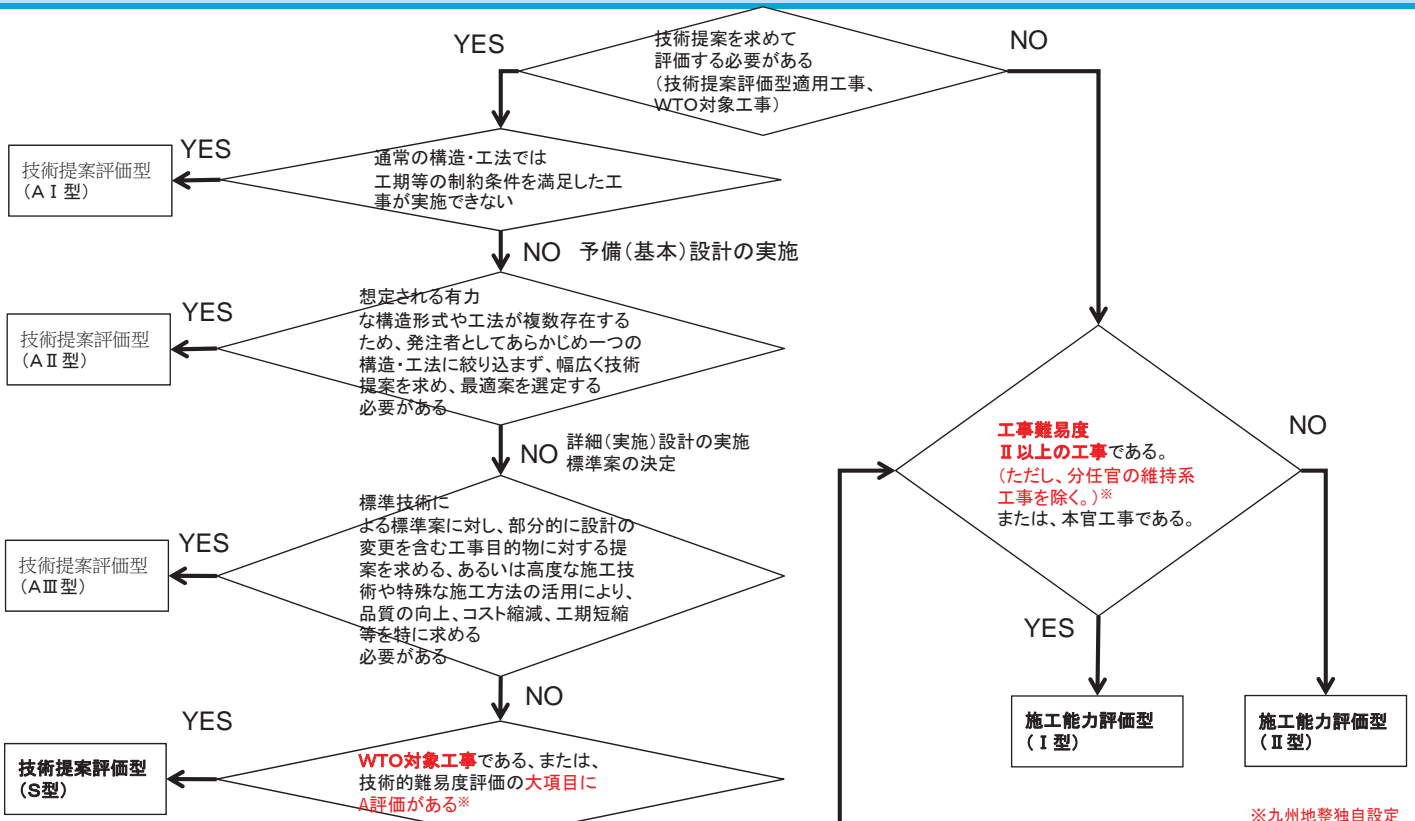 技術提案を求めて
評価する必要がある
（技術提案評価型適用工事、
WTO対象工事）
YES
NO
通常の構造・工法では
工期等の制約条件を満足した工
事が実施できない
YES
技術提案評価型
（AⅠ型）
NO 予備（基本）設計の実施
想定される有力
な構造形式や工法が複数存在する
ため、発注者としてあらかじめ一つの
構造・工法に絞り込まず、幅広く技術
提案を求め、最適案を選定する
必要がある
YES
技術提案評価型
（AⅡ型）
NO
詳細（実施）設計の実施
標準案の決定
標準技術に
よる標準案に対し、部分的に設計の
変更を含む工事目的物に対する提
案を求める、あるいは高度な施工技
術や特殊な施工方法の活用により、
品質の向上、コスト縮減、工期短縮
等を特に求める
必要がある
YES
技術提案評価型
（AⅢ型）
NO
WTO対象工事である、または、
技術的難易度評価の大項目に
A評価がある※
YES
技術提案評価型
（S型）
工事難易度
Ⅱ以上の工事である。
（ただし、分任官の維持系
工事を除く。）※
または、本官工事である。
NO
YES
施工能力評価型
（Ⅰ型）
施工能力評価型
（Ⅱ型）
※九州地整独自設定